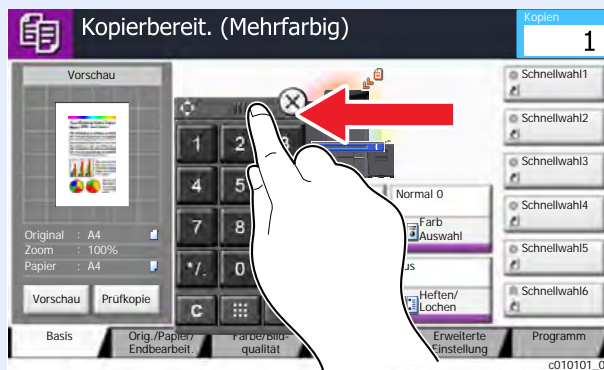 Kopierbereit. (Mehrfarbig)
Kopien
1
Vorschau
Original : A4
Zoom : 100%
Papier : A4
Vorschau
Prüfkopie
1
2
3
4
5
7
8
*/.
0
C
Normal 0
Farb
Auswahl
us
Heften/
Lochen
Schnellwahl1
Schnellwahl2
Schnellwahl3
Schnellwahl4
Schnellwahl5
Schnellwahl6
Basis
Orig./Papier/
Endbearbeit.
Farbe/Bild-
qualität
Erweiterte
Einstellung
Programm
c010101_0